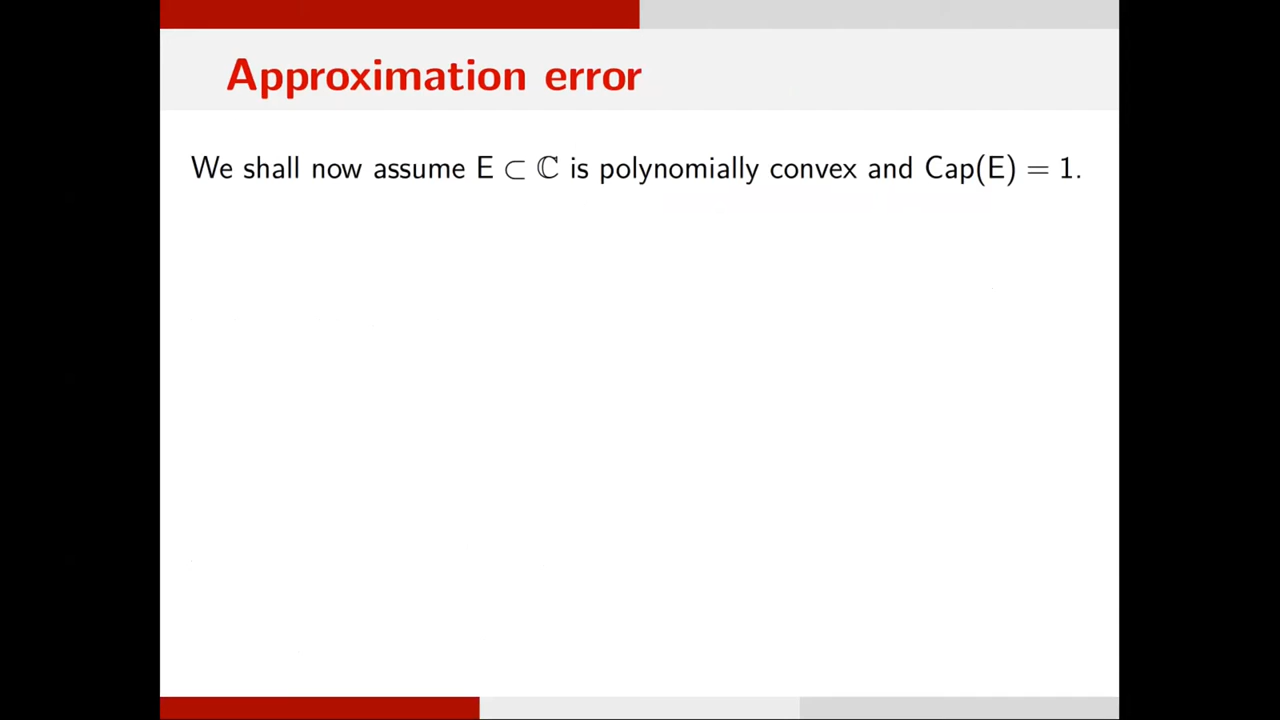 Approximation error
We shall now assume E ⊂ ℂ is polynomially convex and Cap(E) = 1.